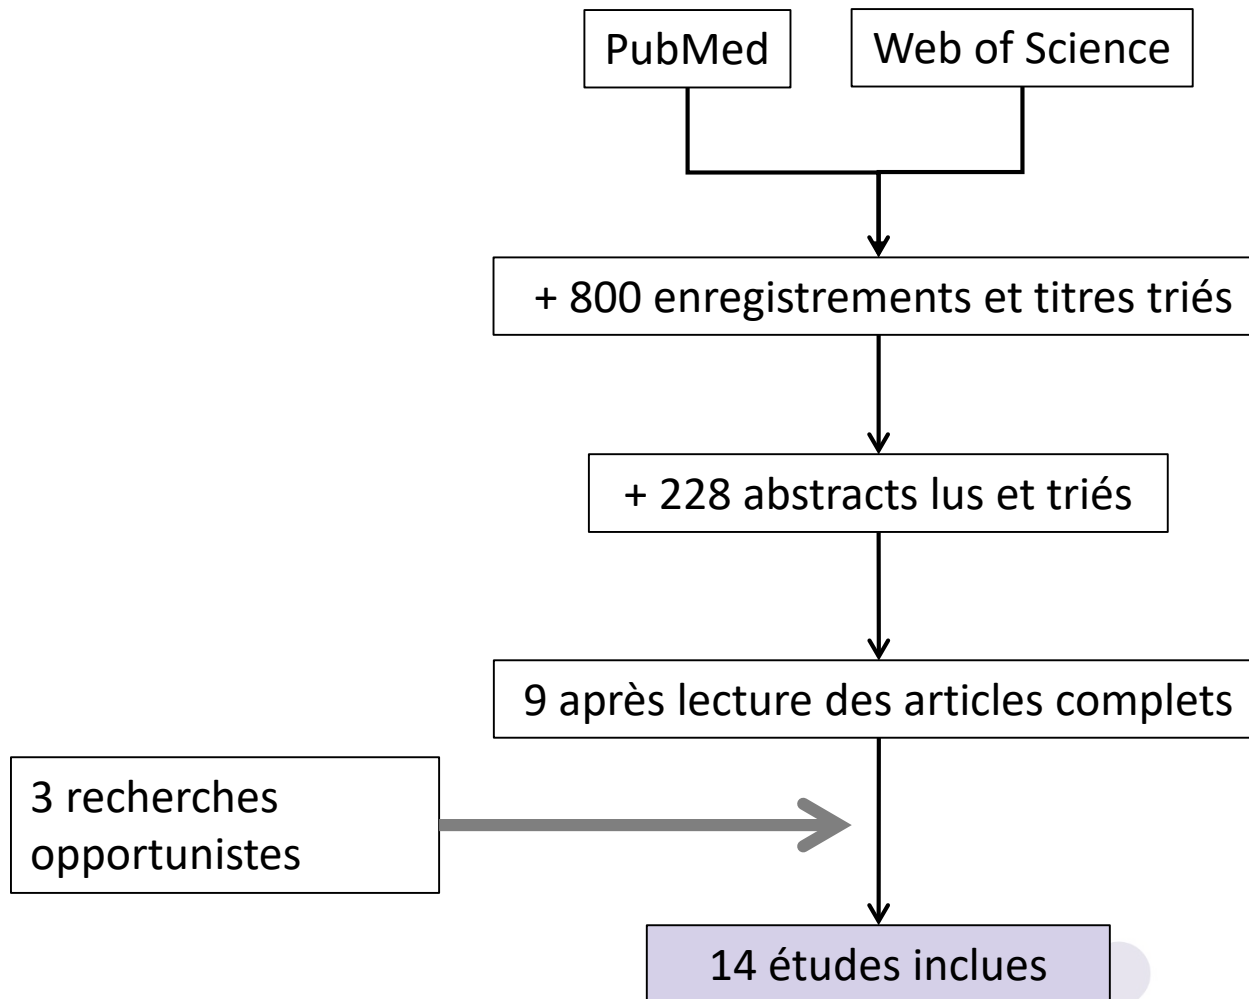 PubMed
Web of Science
+ 800 enregistrements et titres triés
+ 228 abstracts lus et triés
9 après lecture des articles complets
3 recherches
opportunistes
14 études inclues